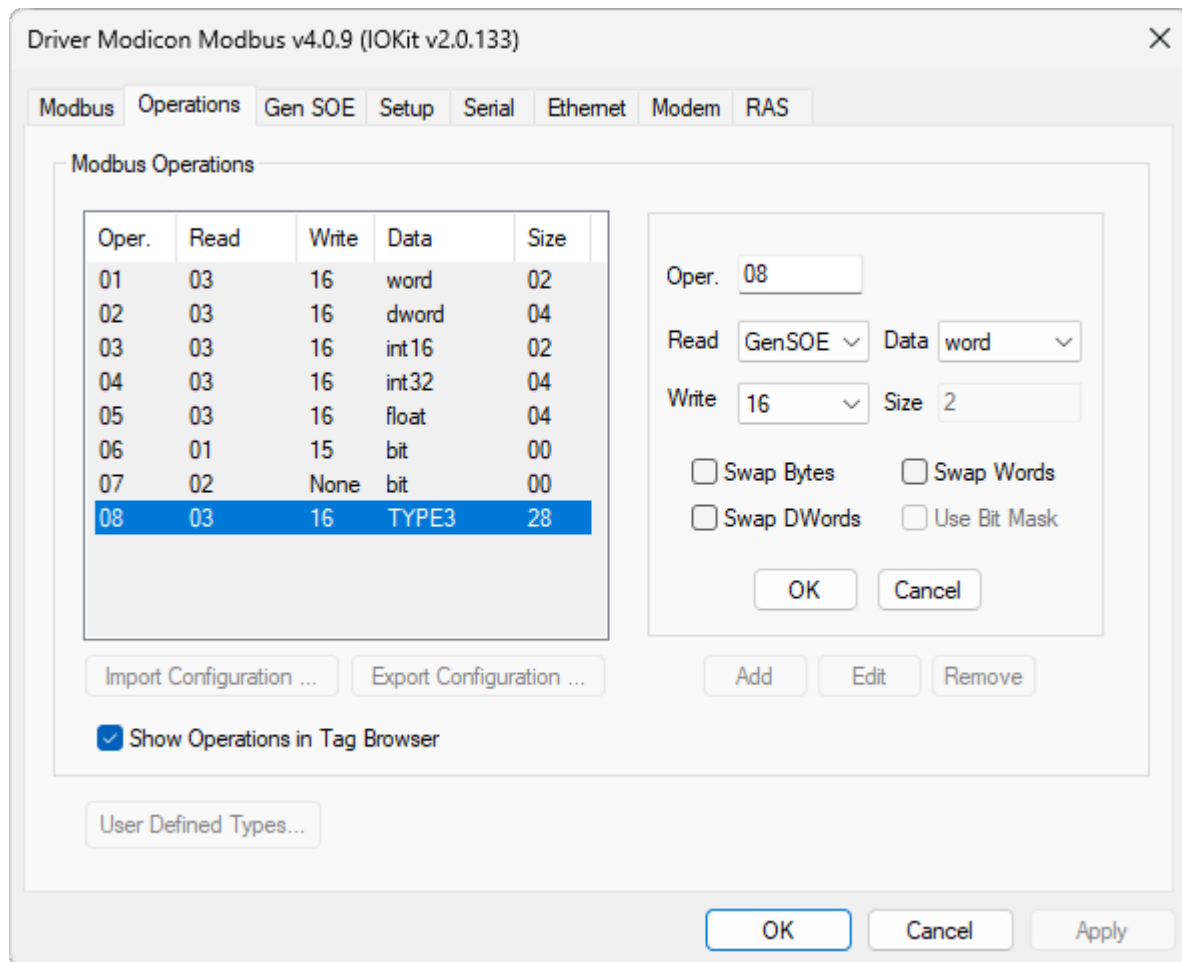 Driver Modicon Modbus v4.0.9 (IOKit v2.0.133)
Modbus Operations Gen SOE Setup Serial Ethernet Modem RAS
Modbus Operations
Oper. Read Write Data Size
01 03 16 word 02
02 03 16 dword 04
03 03 16 int16 02
04 03 16 int32 04
05 03 16 float 04
06 01 15 bit 00
07 02 None bit 00
08 03 16 TYPE3 28
Oper. 08
Read GenSOE Data word
Write 16 Size 2
Swap Bytes Swap Words
Swap DWords Use Bit Mask
OK Cancel
Import Configuration ... Export Configuration ... Add Edit Remove
Show Operations in Tag Browser
User Defined Types...
OK Cancel Apply